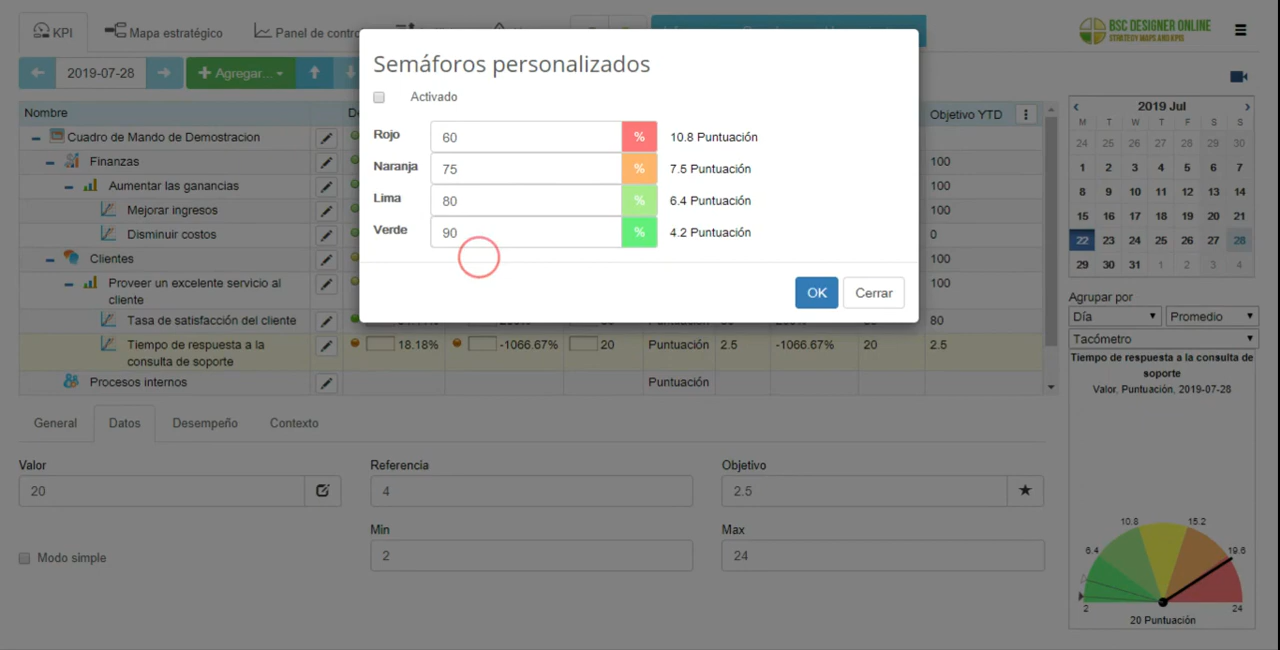 KPI
Mapa estratégico
Panel de contro
BSC DESIGNER ONLINE
STRATEGY MAPS AND KPIS
2019-07-28
Agregar...
Semáforos personalizados
Activado
Rojo 60 % 10.8 Puntuación
Naranja 75 % 7.5 Puntuación
Lima 80 % 6.4 Puntuación
Verde 90 % 4.2 Puntuación
OK Cerrar
Nombre
Objetivo YTD
Cuadro de Mando de Demostracion
Finanzas 100
Aumentar las ganancias 100
Mejorar ingresos 100
Disminuir costos 0
Clientes 100
Proveer un excelente servicio al 100
cliente
Tasa de satisfacción del cliente 80
Tiempo de respuesta a la 18.18% -1066.67% 20 Puntuación 2.5 -1066.67% 20 2.5
consulta de soporte
Procesos internos Puntuación
General Datos Desempeño Contexto
Valor Referencia Objetivo
20 4 2.5
Min Max
Modo simple 2 24
2019 Jul
M T W T F S S
24 25 26 27 28 29 30
1 2 3 4 5 6 7
8 9 10 11 12 13 14
15 16 17 18 19 20 21
22 23 24 25 26 27 28
29 30 31 1 2 3 4
Agrupar por
Día Promedio
Tacómetro
Tiempo de respuesta a la consulta de
soporte
Valor, Puntuación, 2019-07-28
10.8 15.2
6.4 19.6
2 24
20 Puntuación